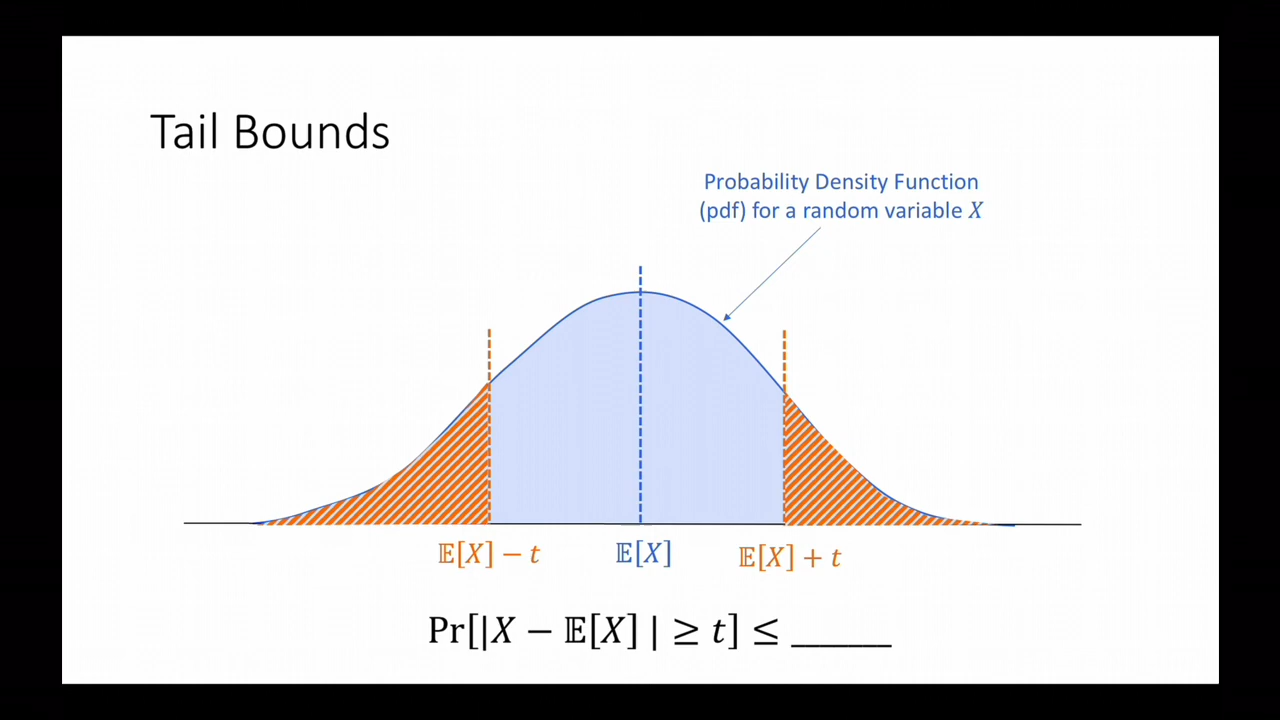 Tail Bounds
Probability Density Function
(pdf) for a random variable 𝑋
𝔼[𝑋] − 𝑡
𝔼[𝑋]
𝔼[𝑋] + 𝑡
Pr[|𝑋 − 𝔼[𝑋] | ≥ 𝑡] ≤ ______